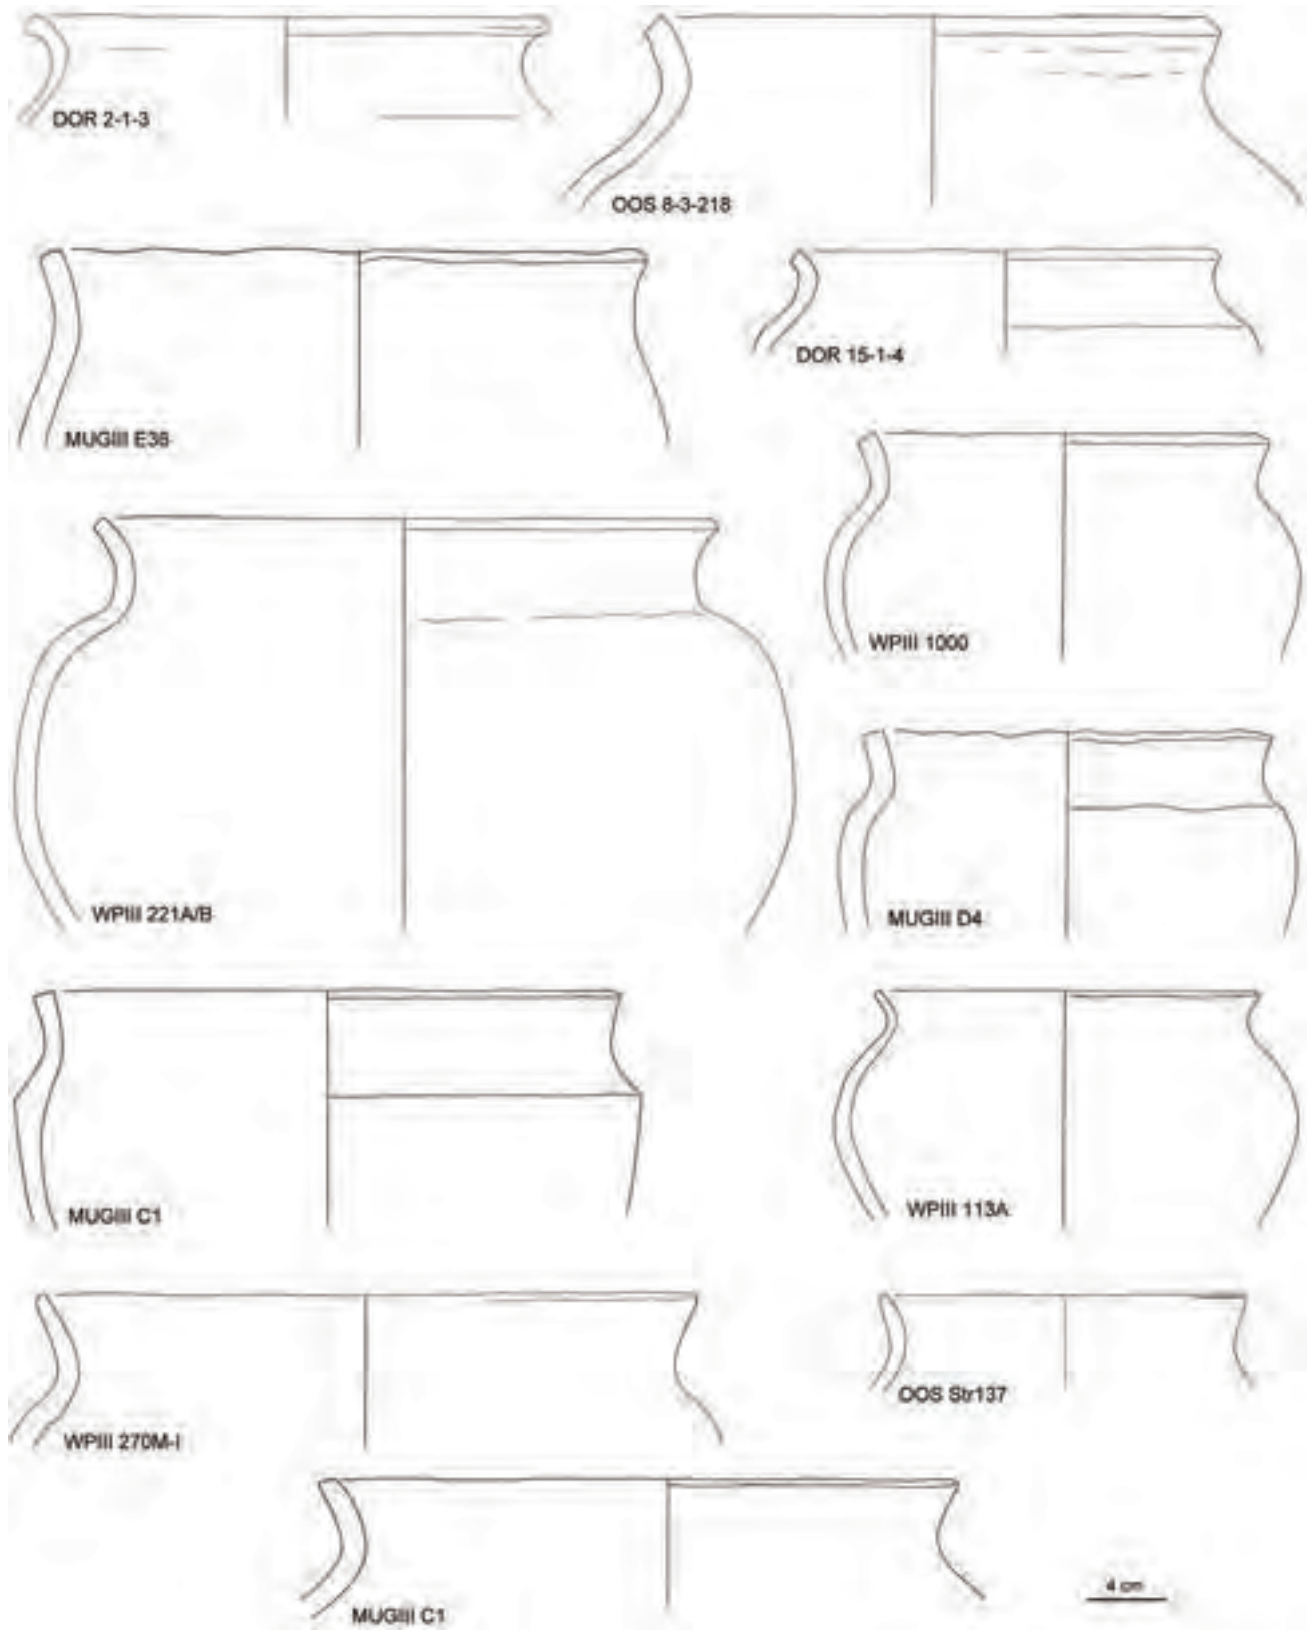 DOR 2-1-3
OOS 8-3-218
MUGIII E36
DOR 15-1-4
WPIII 1000
WPIII 221A/B
MUGIII D4
MUGIII C1
WPIII 113A
WPIII 270M-I
OOS Str137
MUGIII C1
4 cm